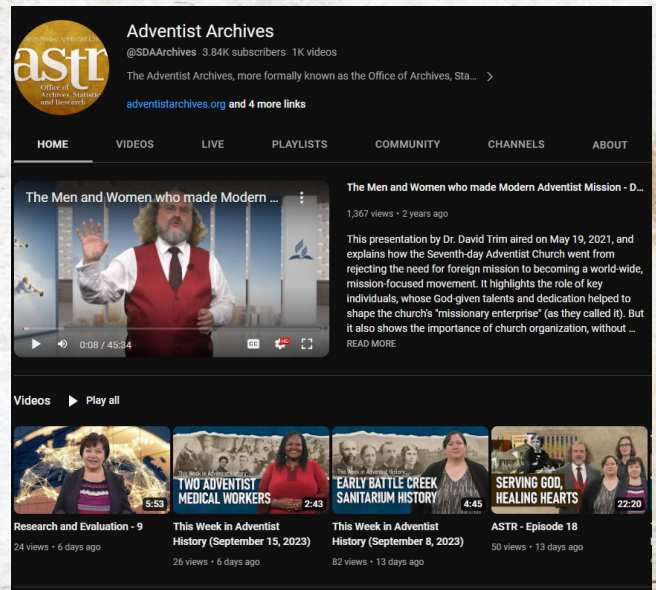 SEVENTH-DAY ADVENTIST CHURCH
astr
Office of
Archives, Statistics
and Research
Adventist Archives
@SDAArchives 3.84K subscribers 1K videos
The Adventist Archives, more formally known as the Office of Archives, Sta... >
adventistarchives.org and 4 more links
HOME VIDEOS LIVE PLAYLISTS COMMUNITY CHANNELS ABOUT
The Men and Women who made Modern ...
0:08 / 45:34
CC HD
The Men and Women who made Modern Adventist Mission - D...
1,367 views • 2 years ago
This presentation by Dr. David Trim aired on May 19, 2021, and
explains how the Seventh-day Adventist Church went from
rejecting the need for foreign mission to becoming a world-wide,
mission-focused movement. It highlights the role of key
individuals, whose God-given talents and dedication helped to
shape the church's "missionary enterprise" (as they called it). But
it also shows the importance of church organization, without ...
READ MORE
Videos Play all
5:53
This Week in Adventist History:
TWO ADVENTIST
MEDICAL WORKERS
2:43
This Week in Adventist History:
EARLY BATTLE CREEK
SANITARIUM HISTORY
4:45
SERVING GOD,
HEALING HEARTS
22:20
Research and Evaluation - 9
24 views • 6 days ago
This Week in Adventist
History (September 15, 2023)
26 views • 6 days ago
This Week in Adventist
History (September 8, 2023)
82 views • 13 days ago
ASTR - Episode 18
50 views • 13 days ago